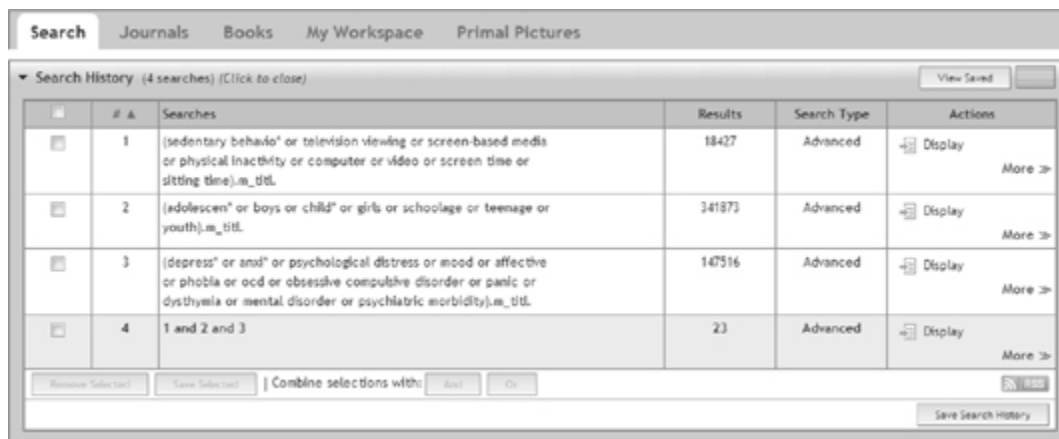 Search Journals Books My Workspace Primal Pictures
▼ Search History (4 searches) (Click to close) View Saved
# ▲ Searches Results Search Type Actions
1 (sedentary behavio* or television viewing or screen-based media 18427 Advanced Display
or physical inactivity or computer or video or screen time or
sitting time).m_titl. More ≫
2 (adolescen* or boys or child* or girls or schoolage or teenage or 341873 Advanced Display
youth).m_titl. More ≫
3 (depress* or anxi* or psychological distress or mood or affective 147516 Advanced Display
or phobia or ocd or obsessive compulsive disorder or panic or
dysthymia or mental disorder or psychiatric morbidity).m_titl. More ≫
4 1 and 2 and 3 23 Advanced Display
More ≫
Remove Selected Save Selected | Combine selections with: And Or RSS
Save Search History